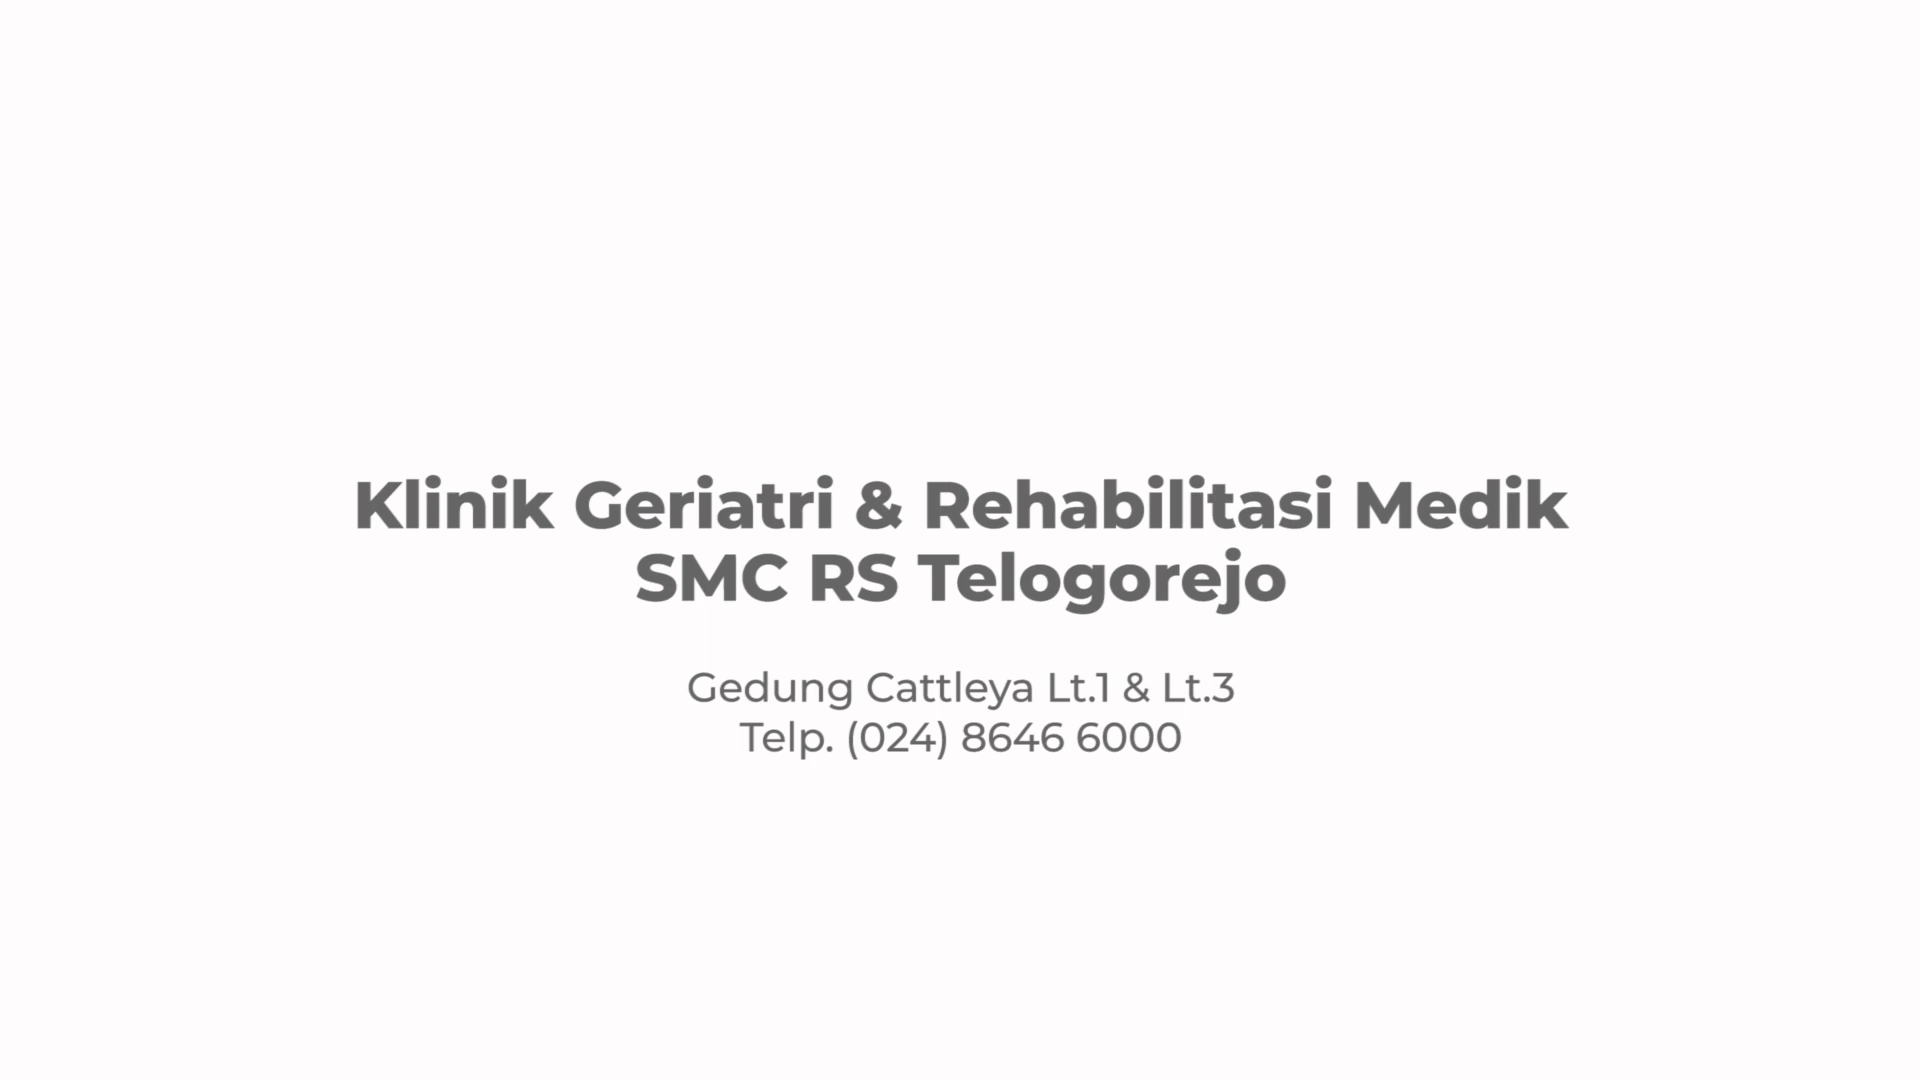 Klinik Geriatri & Rehabilitasi Medik
SMC RS Telogorejo
Gedung Cattleya Lt.1 & Lt.3
Telp. (024) 8646 6000